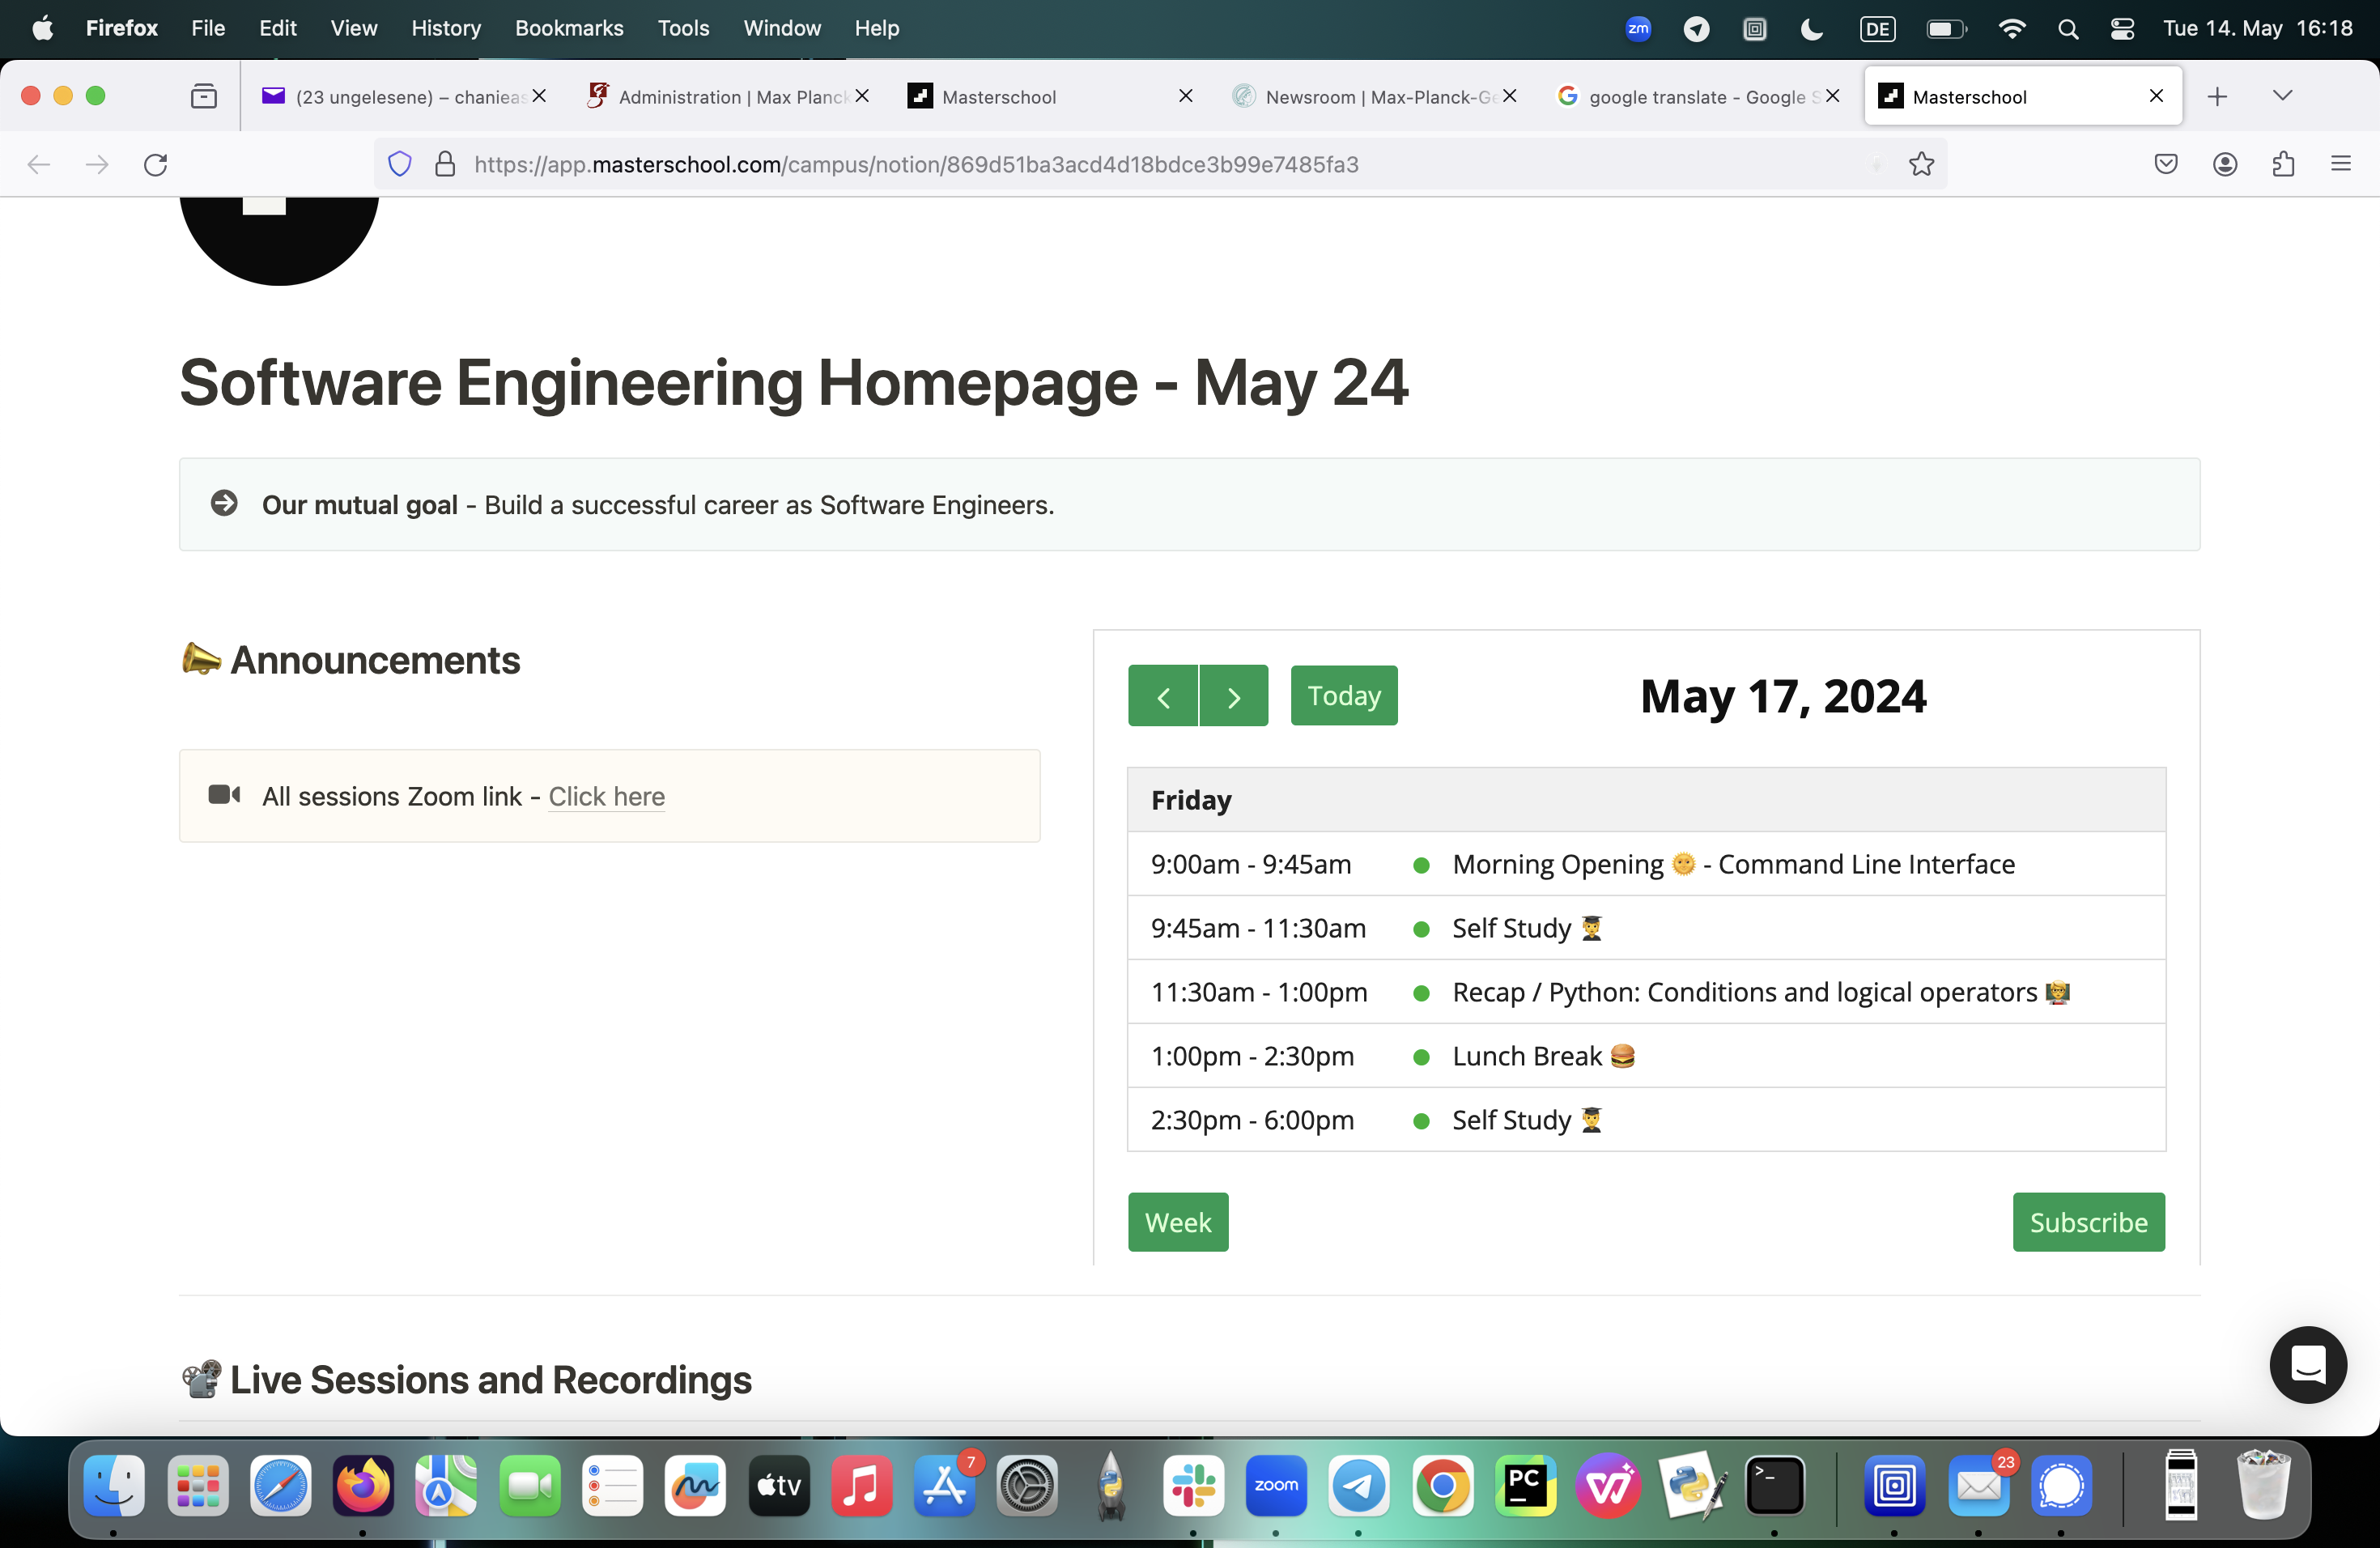 Firefox File Edit View History Bookmarks Tools Window Help zm DE Tue 14. May 16:18
(23 ungelesene) – chanieas Administration | Max Planck Masterschool Newsroom | Max-Planck-Ge google translate - Google S Masterschool
https://app.masterschool.com/campus/notion/869d51ba3acd4d18bdce3b99e7485fa3
Software Engineering Homepage - May 24
Our mutual goal - Build a successful career as Software Engineers.
Announcements
All sessions Zoom link - Click here
Today May 17, 2024
Friday
9:00am - 9:45am Morning Opening 🌞 - Command Line Interface
9:45am - 11:30am Self Study 🧑‍🎓
11:30am - 1:00pm Recap / Python: Conditions and logical operators 🧑‍🏫
1:00pm - 2:30pm Lunch Break 🍔
2:30pm - 6:00pm Self Study 🧑‍🎓
Week Subscribe
Live Sessions and Recordings
tv 7 zoom PC >_ 23